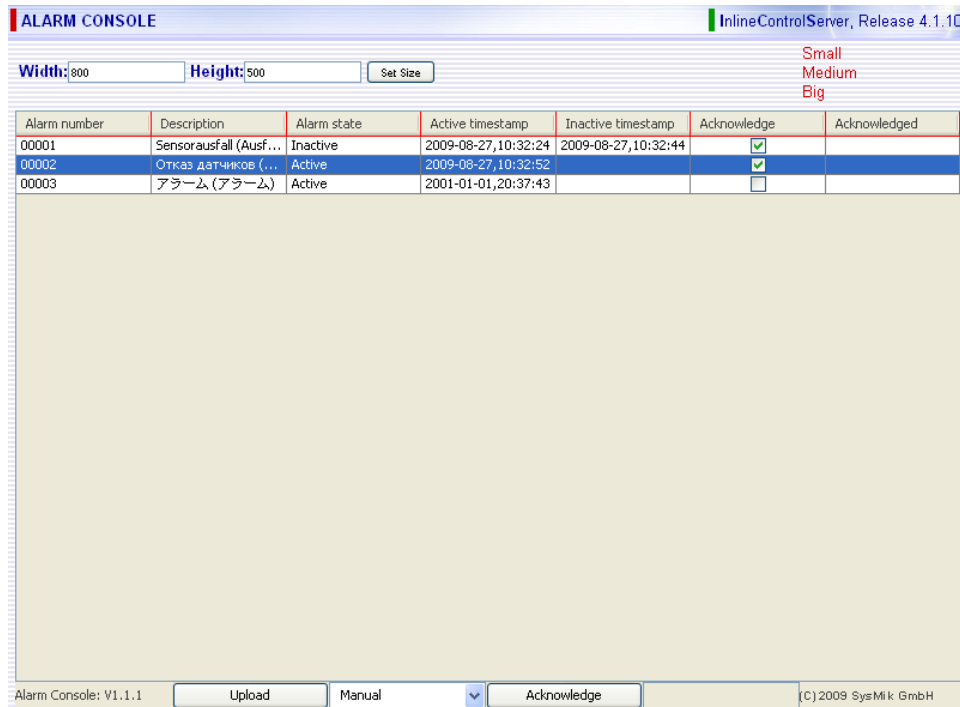 ALARM CONSOLE InlineControlServer, Release 4.1.10
Small
Width: 800 Height: 500 Set Size Medium
Big
Alarm number Description Alarm state Active timestamp Inactive timestamp Acknowledge Acknowledged
00001 Sensorausfall (Ausf... Inactive 2009-08-27,10:32:24 2009-08-27,10:32:44
00002 Отказ датчиков (... Active 2009-08-27,10:32:52
00003 アラーム (アラーム) Active 2001-01-01,20:37:43
Alarm Console: V1.1.1 Upload Manual Acknowledge (C)2009 SysMik GmbH